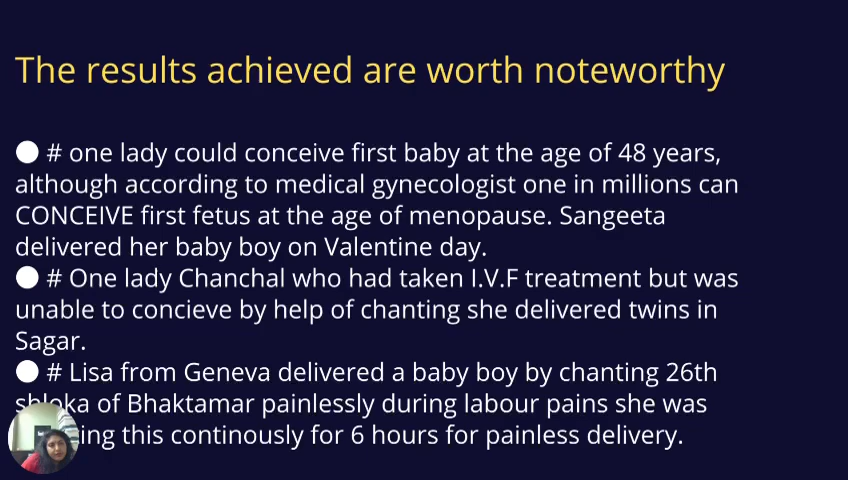 The results achieved are worth noteworthy
# one lady could conceive first baby at the age of 48 years,
although according to medical gynecologist one in millions can
CONCEIVE first fetus at the age of menopause. Sangeeta
delivered her baby boy on Valentine day.
# One lady Chanchal who had taken I.V.F treatment but was
unable to concieve by help of chanting she delivered twins in
Sagar.
# Lisa from Geneva delivered a baby boy by chanting 26th
shloka of Bhaktamar painlessly during labour pains she was
this continously for 6 hours for painless delivery.